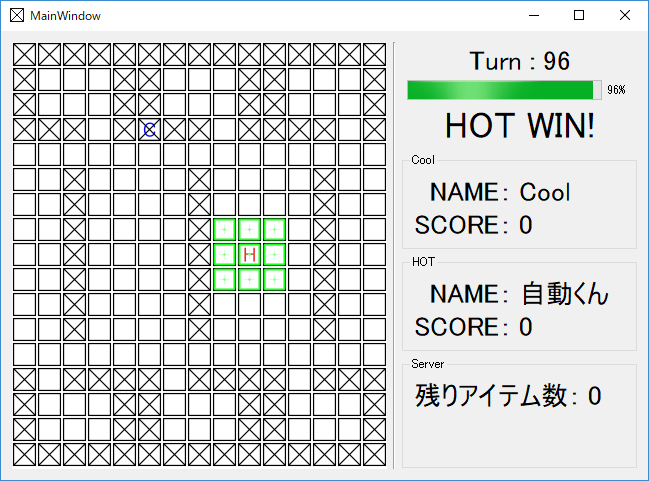 MainWindow
Turn : 96
96%
HOT WIN!
Cool
NAME: Cool
SCORE: 0
HOT
NAME: 自動くん
SCORE: 0
Server
残りアイテム数: 0
C
H